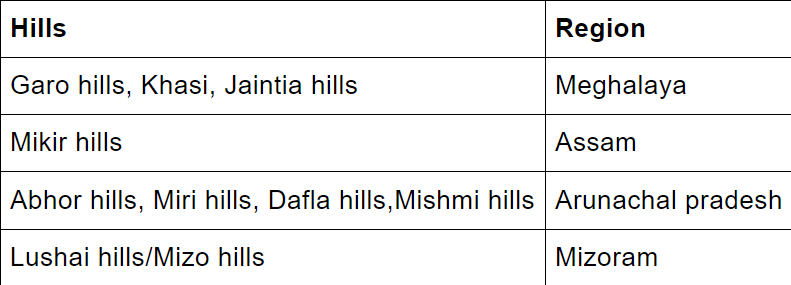 Hills Region
Garo hills, Khasi, Jaintia hills Meghalaya
Mikir hills Assam
Abhor hills, Miri hills, Dafla hills,Mishmi hills Arunachal pradesh
Lushai hills/Mizo hills Mizoram